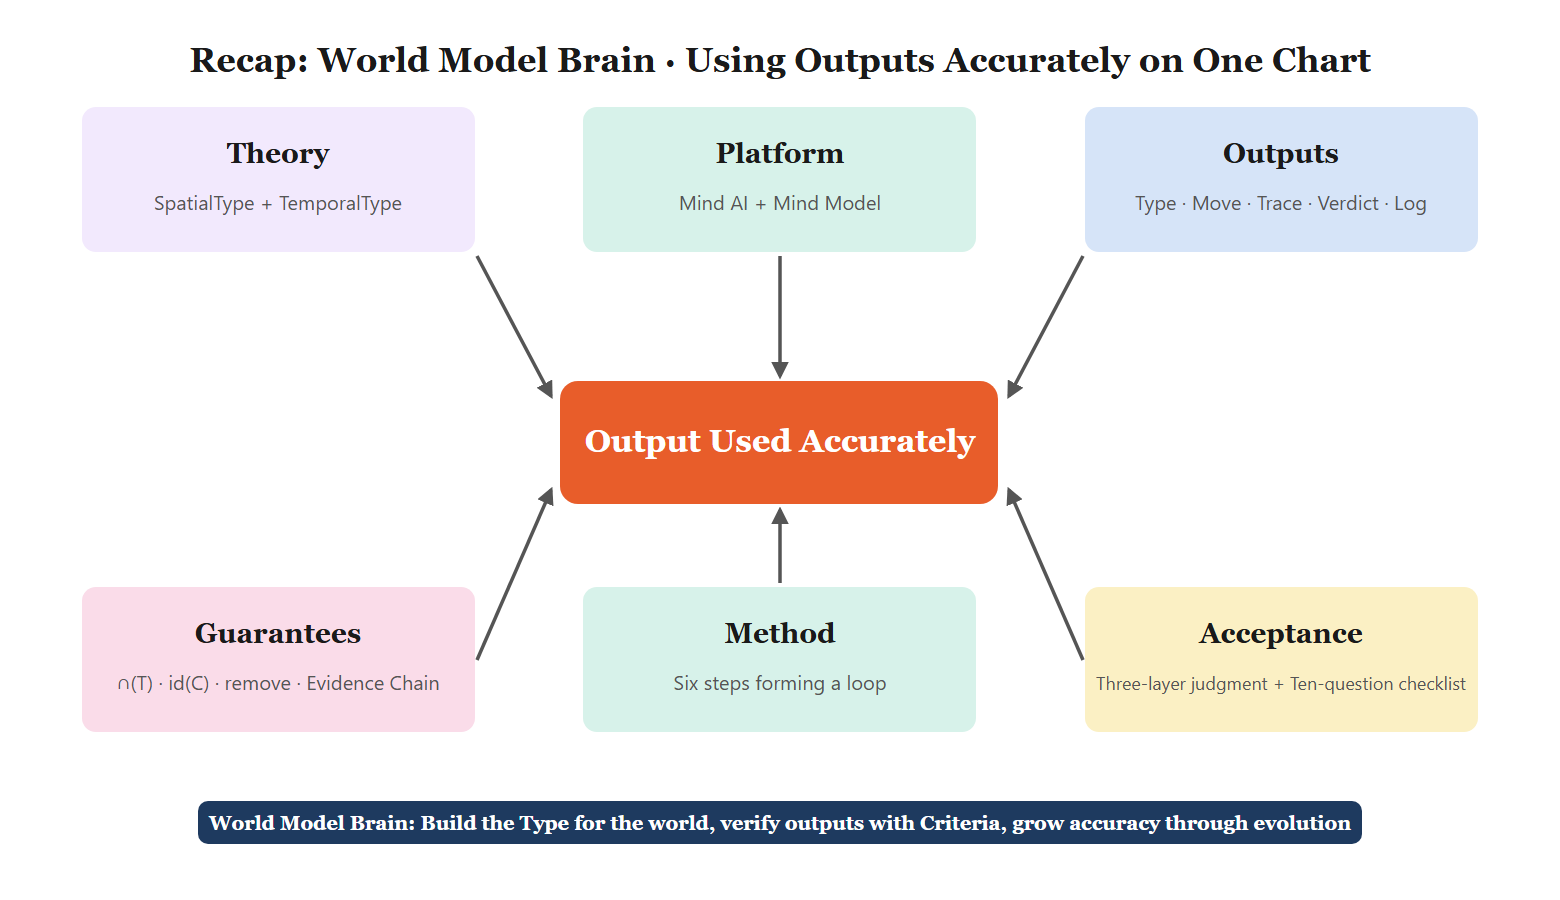 Recap: World Model Brain · Using Outputs Accurately on One Chart
Theory
SpatialType + TemporalType
Platform
Mind AI + Mind Model
Outputs
Type · Move · Trace · Verdict · Log
Output Used Accurately
Guarantees
∩(T) · id(C) · remove · Evidence Chain
Method
Six steps forming a loop
Acceptance
Three-layer judgment + Ten-question checklist
World Model Brain: Build the Type for the world, verify outputs with Criteria, grow accuracy through evolution